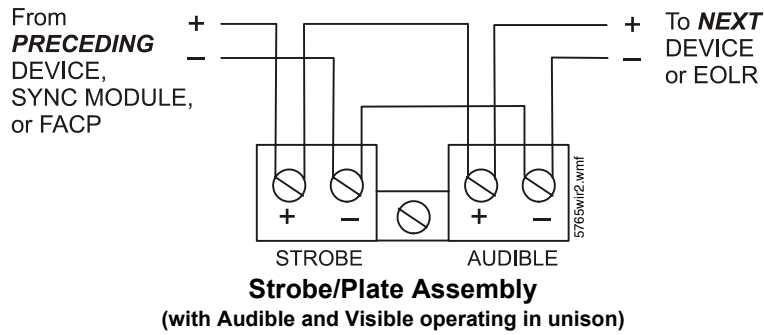 From
PRECEDING
DEVICE,
SYNC MODULE,
or FACP
+
−
+
−
To NEXT
DEVICE
or EOLR
+ −
+ −
5765wir2.wmf
STROBE
AUDIBLE
Strobe/Plate Assembly
(with Audible and Visible operating in unison)